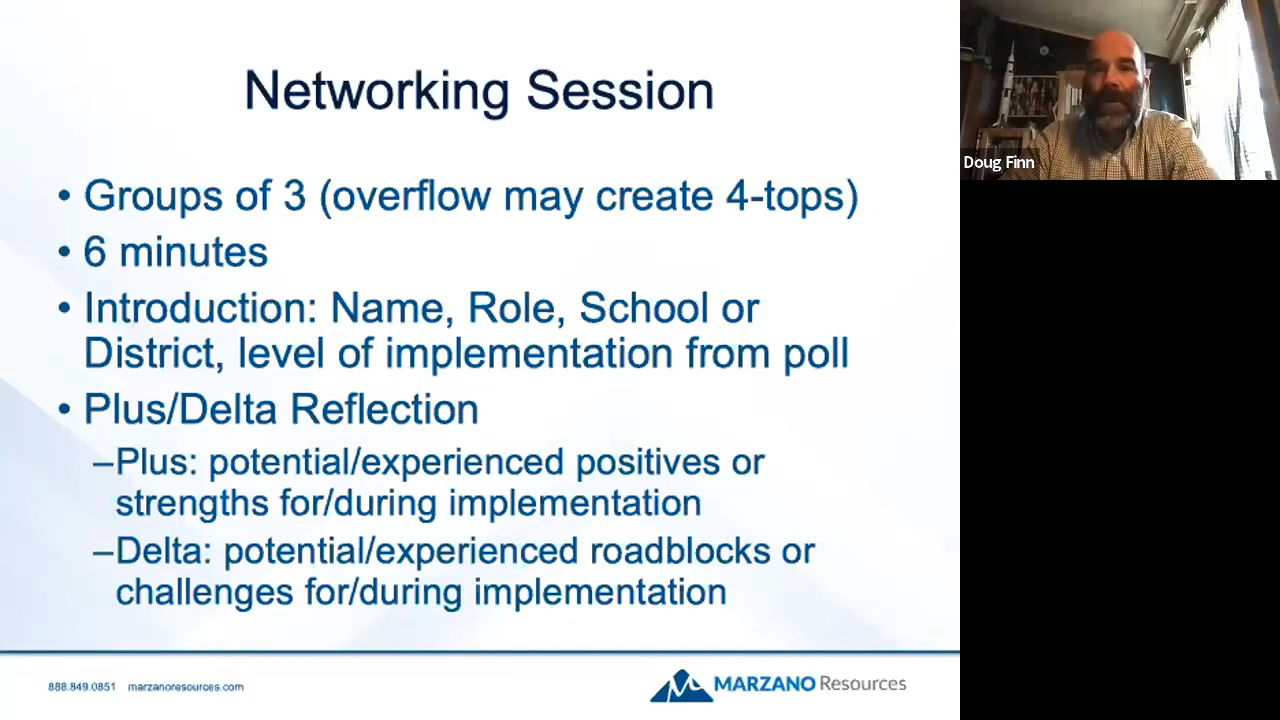 Networking Session
• Groups of 3 (overflow may create 4-tops)
• 6 minutes
• Introduction: Name, Role, School or
District, level of implementation from poll
• Plus/Delta Reflection
–Plus: potential/experienced positives or
strengths for/during implementation
–Delta: potential/experienced roadblocks or
challenges for/during implementation
888.849.0851 marzanoresources.com
MARZANO Resources
Doug Finn